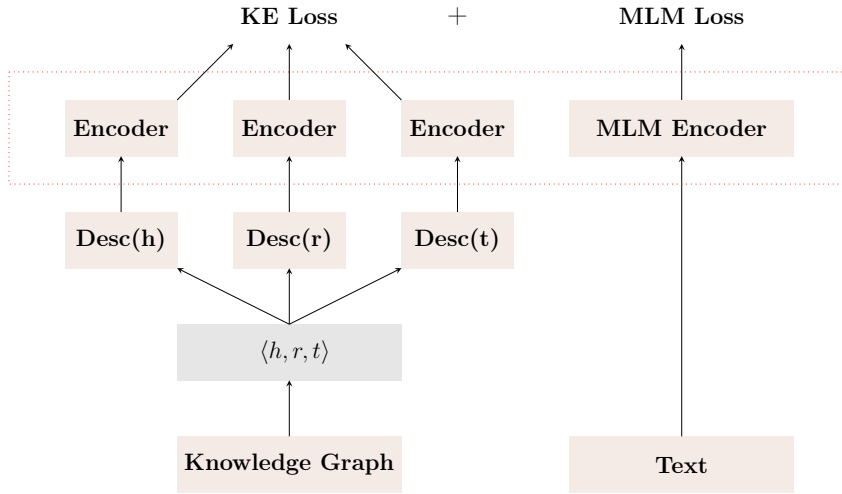 KE Loss + MLM Loss
Encoder Encoder Encoder MLM Encoder
Desc(h) Desc(r) Desc(t)
⟨h, r, t⟩
Knowledge Graph Text